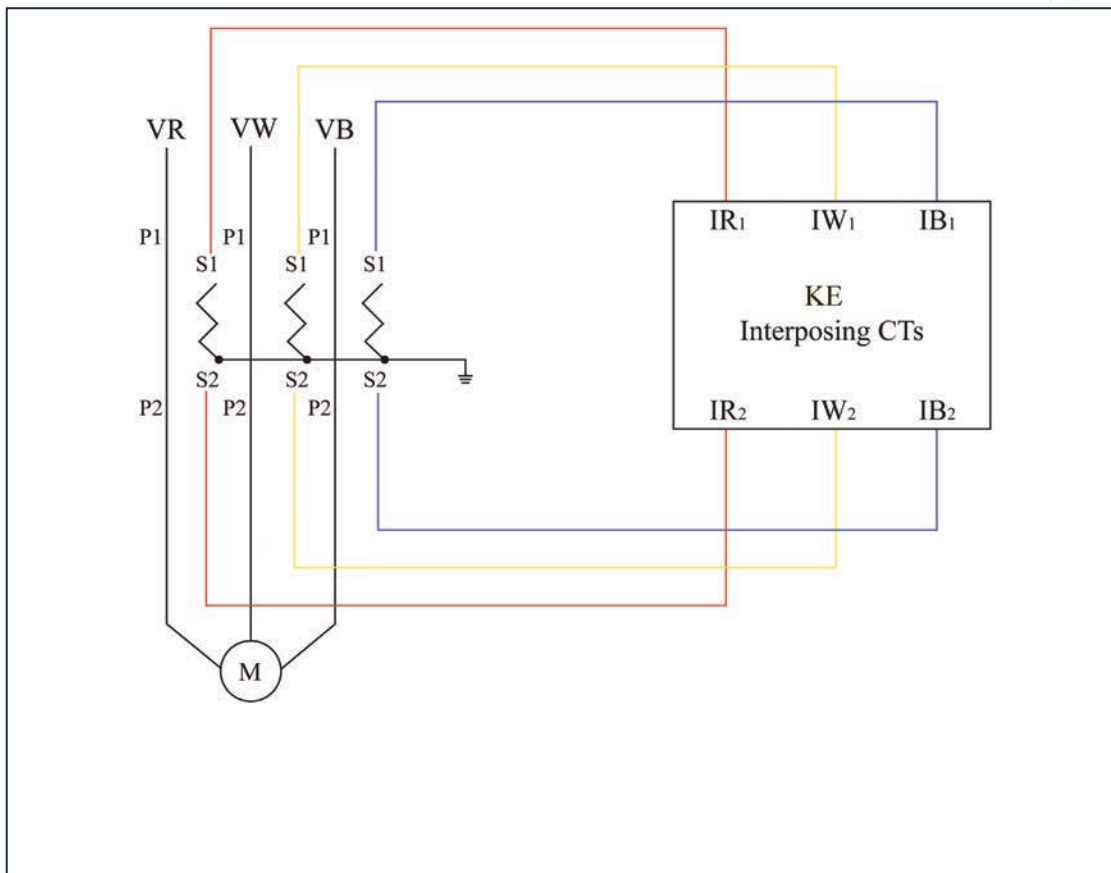 VR VW VB
P1 P1 P1
S1 S1 S1
S2 S2 S2
P2 P2 P2
M
IR₁ IW₁ IB₁
KE
Interposing CTs
IR₂ IW₂ IB₂